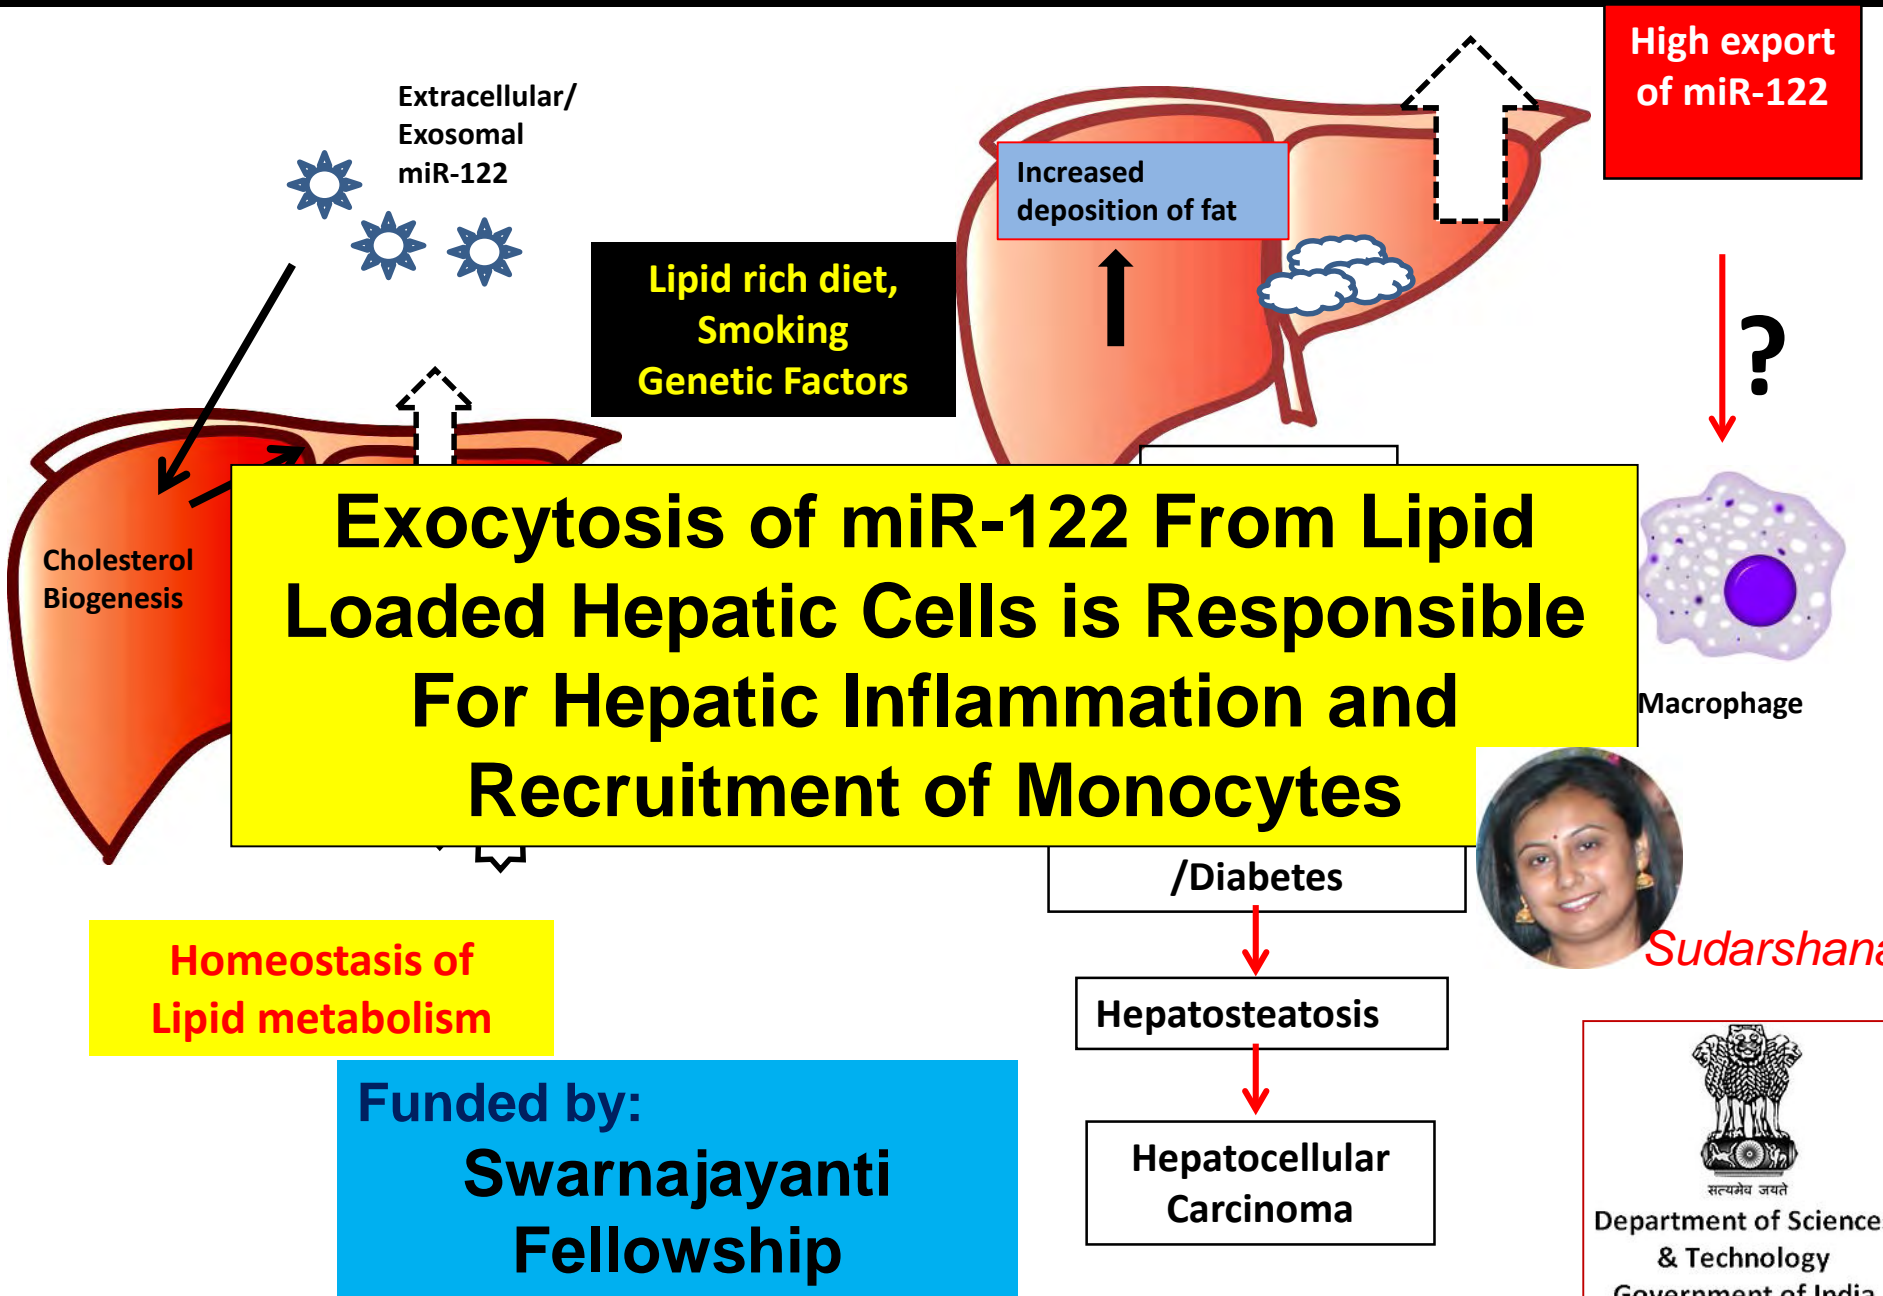 High export
of miR-122
Extracellular/
Exosomal
miR-122
Increased
deposition of fat
Lipid rich diet,
Smoking
Genetic Factors
?
Cholesterol
Biogenesis
Exocytosis of miR-122 From Lipid
Loaded Hepatic Cells is Responsible
For Hepatic Inflammation and
Recruitment of Monocytes
Macrophage
/Diabetes
Sudarshana
Homeostasis of
Lipid metabolism
Hepatosteatosis
Funded by:
Swarnajayanti
Fellowship
Hepatocellular
Carcinoma
सत्यमेव जयते
Department of Science
& Technology
Government of India